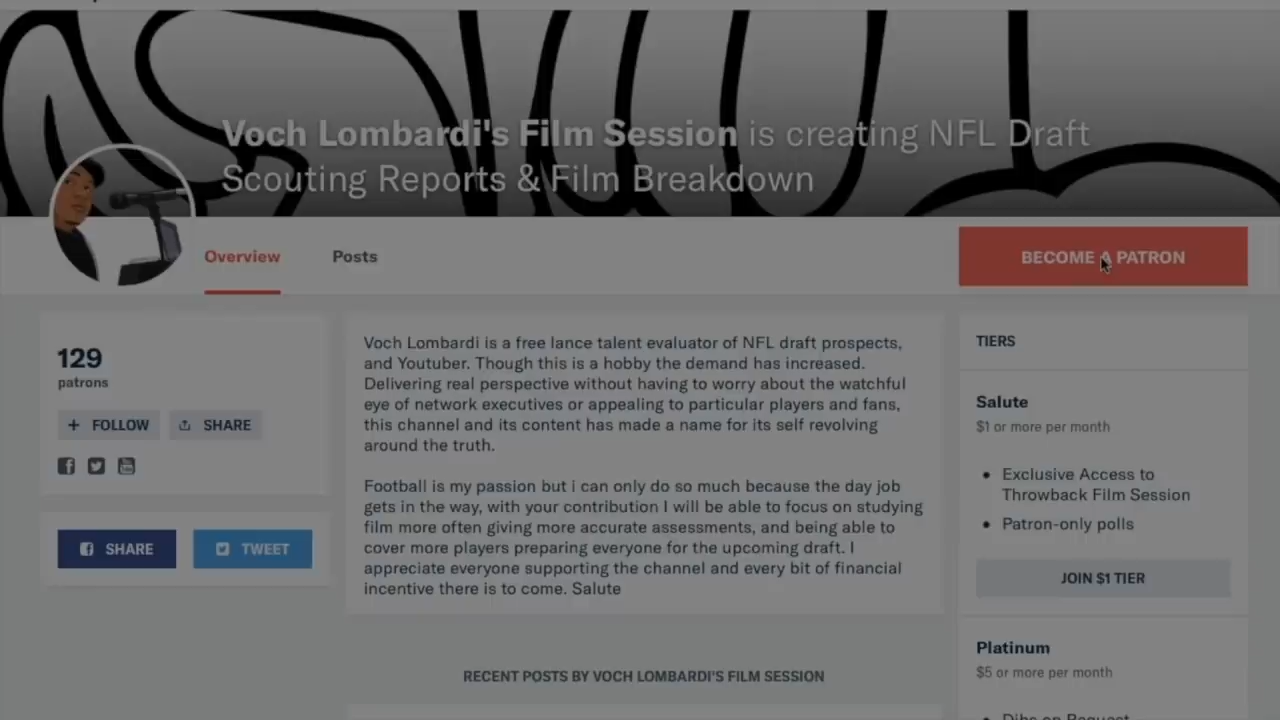 Voch Lombardi's Film Session is creating NFL Draft
Scouting Reports & Film Breakdown
Overview
Posts
BECOME A PATRON
129
patrons
+ FOLLOW
SHARE
SHARE
TWEET
Voch Lombardi is a free lance talent evaluator of NFL draft prospects,
and Youtuber. Though this is a hobby the demand has increased.
Delivering real perspective without having to worry about the watchful
eye of network executives or appealing to particular players and fans,
this channel and its content has made a name for its self revolving
around the truth.
Football is my passion but i can only do so much because the day job
gets in the way, with your contribution I will be able to focus on studying
film more often giving more accurate assessments, and being able to
cover more players preparing everyone for the upcoming draft. I
appreciate everyone supporting the channel and every bit of financial
incentive there is to come. Salute
RECENT POSTS BY VOCH LOMBARDI'S FILM SESSION
TIERS
Salute
$1 or more per month
• Exclusive Access to
Throwback Film Session
• Patron-only polls
JOIN $1 TIER
Platinum
$5 or more per month
• Dibs on Request